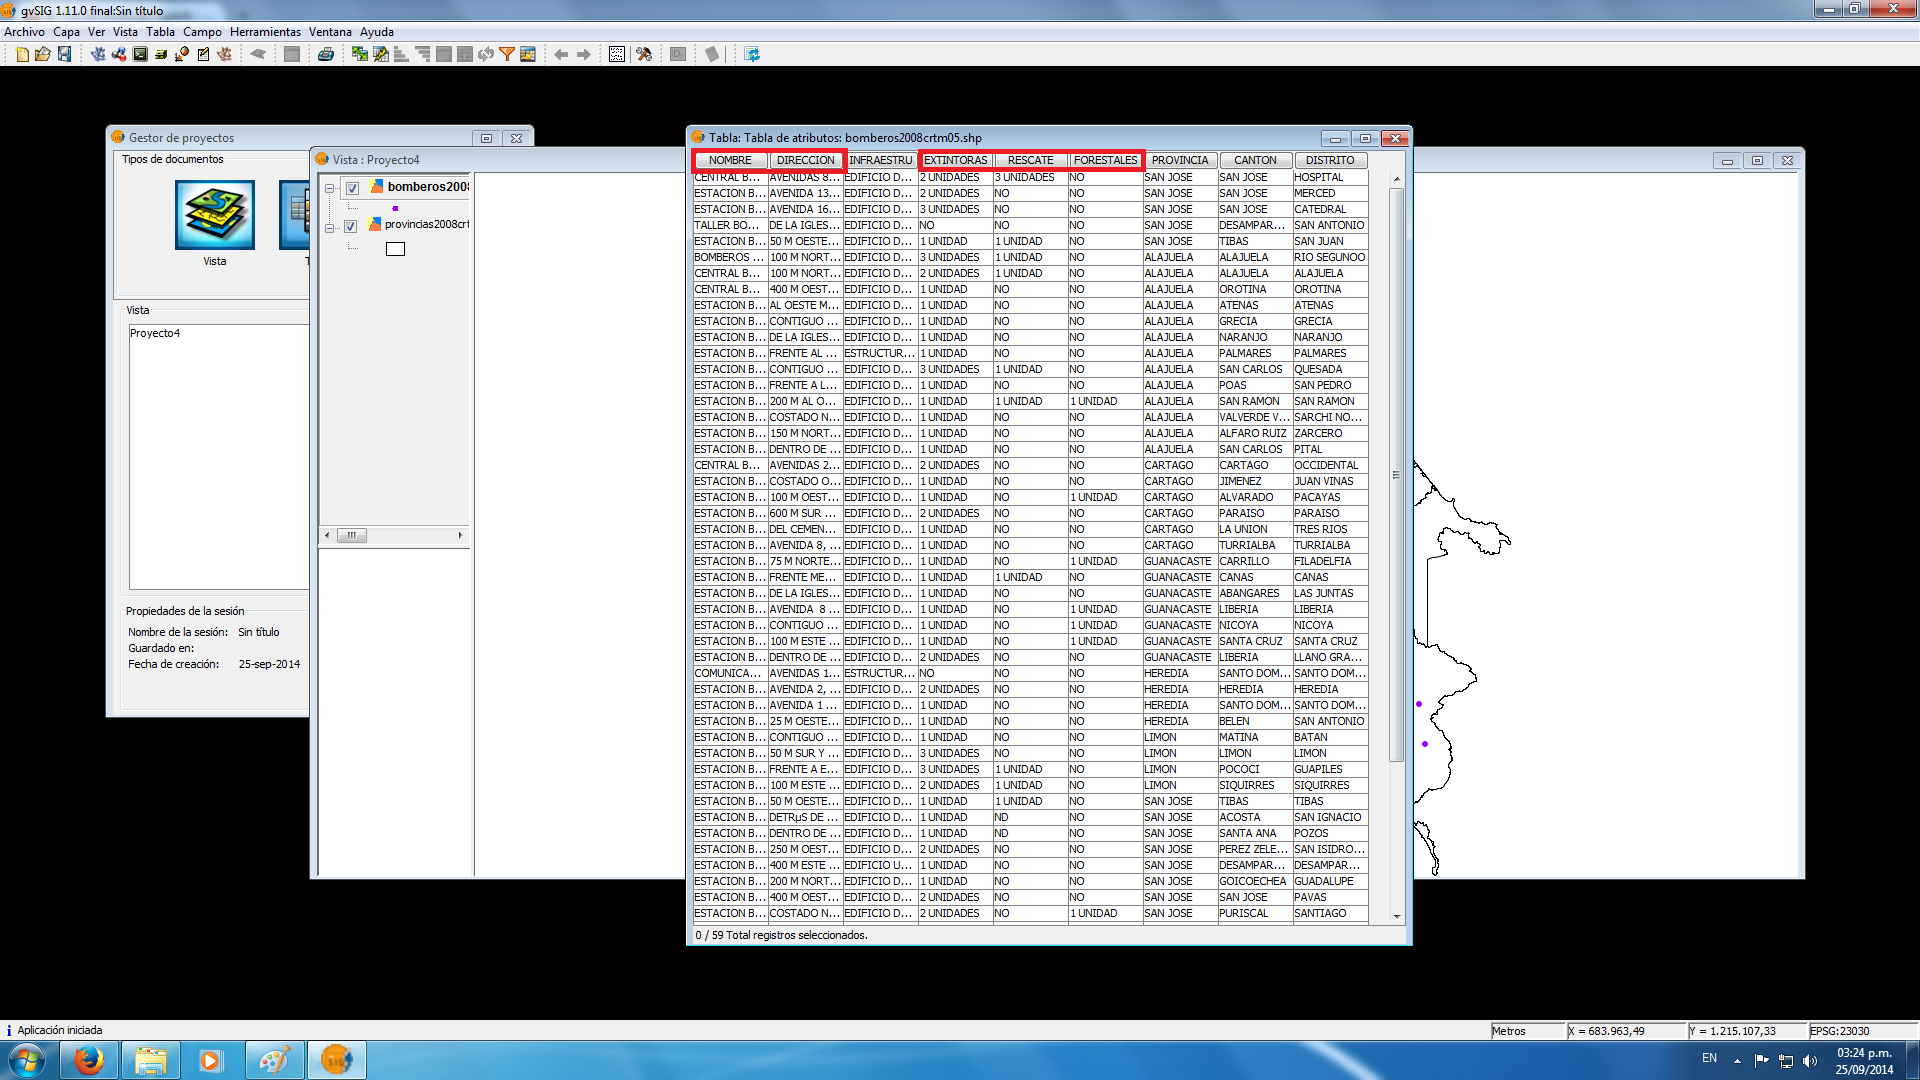 gvSIG 1.11.0 final:Sin título
Archivo Capa Ver Vista Tabla Campo Herramientas Ventana Ayuda
Gestor de proyectos
Tipos de documentos
Vista
T
Vista
Proyecto4
Propiedades de la sesión
Nombre de la sesión: Sin título
Guardado en:
Fecha de creación: 25-sep-2014
Vista : Proyecto4
bomberos200
provincias2008crt
Tabla: Tabla de atributos: bomberos2008crtm05.shp
NOMBRE DIRECCION INFRAESTRU EXTINTORAS RESCATE FORESTALES PROVINCIA CANTON DISTRITO
CENTRAL B... AVENIDAS 8... EDIFICIO D... 2 UNIDADES 3 UNIDADES NO SAN JOSE SAN JOSE HOSPITAL
ESTACION B... AVENIDA 13... EDIFICIO D... 2 UNIDADES NO NO SAN JOSE SAN JOSE MERCED
ESTACION B... AVENIDA 16... EDIFICIO D... 3 UNIDADES NO NO SAN JOSE SAN JOSE CATEDRAL
TALLER BO... DE LA IGLES... EDIFICIO D... NO NO NO SAN JOSE DESAMPAR... SAN ANTONIO
ESTACION B... 50 M OESTE... EDIFICIO D... 1 UNIDAD 1 UNIDAD NO SAN JOSE TIBAS SAN JUAN
BOMBEROS ... 100 M NORT... EDIFICIO D... 3 UNIDADES 1 UNIDAD NO ALAJUELA ALAJUELA RIO SEGUNOO
CENTRAL B... 100 M NORT... EDIFICIO D... 2 UNIDADES 1 UNIDAD NO ALAJUELA ALAJUELA ALAJUELA
CENTRAL B... 400 M OEST... EDIFICIO D... 1 UNIDAD NO NO ALAJUELA OROTINA OROTINA
ESTACION B... AL OESTE M... EDIFICIO D... 1 UNIDAD NO NO ALAJUELA ATENAS ATENAS
ESTACION B... CONTIGUO ... EDIFICIO D... 1 UNIDAD NO NO ALAJUELA GRECIA GRECIA
ESTACION B... DE LA IGLES... EDIFICIO D... 1 UNIDAD NO NO ALAJUELA NARANJO NARANJO
ESTACION B... FRENTE AL ... ESTRUCTUR... 1 UNIDAD NO NO ALAJUELA PALMARES PALMARES
ESTACION B... CONTIGUO ... EDIFICIO D... 3 UNIDADES 1 UNIDAD NO ALAJUELA SAN CARLOS QUESADA
ESTACION B... FRENTE A L... EDIFICIO D... 1 UNIDAD NO NO ALAJUELA POAS SAN PEDRO
ESTACION B... 200 M AL O... EDIFICIO D... 1 UNIDAD 1 UNIDAD 1 UNIDAD ALAJUELA SAN RAMON SAN RAMON
ESTACION B... COSTADO N... EDIFICIO D... 1 UNIDAD NO NO ALAJUELA VALVERDE V... SARCHI NO...
ESTACION B... 150 M NORT... EDIFICIO D... 1 UNIDAD NO NO ALAJUELA ALFARO RUIZ ZARCERO
ESTACION B... DENTRO DE ... EDIFICIO D... 1 UNIDAD NO NO ALAJUELA SAN CARLOS PITAL
CENTRAL B... AVENIDAS 2... EDIFICIO D... 2 UNIDADES NO NO CARTAGO CARTAGO OCCIDENTAL
ESTACION B... COSTADO O... EDIFICIO D... 1 UNIDAD NO NO CARTAGO JIMENEZ JUAN VINAS
ESTACION B... 100 M OEST... EDIFICIO D... 1 UNIDAD NO 1 UNIDAD CARTAGO ALVARADO PACAYAS
ESTACION B... 600 M SUR ... EDIFICIO D... 2 UNIDADES NO NO CARTAGO PARAISO PARAISO
ESTACION B... DEL CEMEN... EDIFICIO D... 1 UNIDAD NO NO CARTAGO LA UNION TRES RIOS
ESTACION B... AVENIDA 8, ... EDIFICIO D... 1 UNIDAD NO NO CARTAGO TURRIALBA TURRIALBA
ESTACION B... 75 M NORTE... EDIFICIO D... 1 UNIDAD NO 1 UNIDAD GUANACASTE CARRILLO FILADELFIA
ESTACION B... FRENTE ME... EDIFICIO D... 1 UNIDAD 1 UNIDAD NO GUANACASTE CANAS CANAS
ESTACION B... DE LA IGLES... EDIFICIO D... 1 UNIDAD NO NO GUANACASTE ABANGARES LAS JUNTAS
ESTACION B... AVENIDA 8 ... EDIFICIO D... 1 UNIDAD NO 1 UNIDAD GUANACASTE LIBERIA LIBERIA
ESTACION B... CONTIGUO ... EDIFICIO D... 1 UNIDAD NO 1 UNIDAD GUANACASTE NICOYA NICOYA
ESTACION B... 100 M ESTE ... EDIFICIO D... 1 UNIDAD NO 1 UNIDAD GUANACASTE SANTA CRUZ SANTA CRUZ
ESTACION B... DENTRO DE ... EDIFICIO D... 2 UNIDADES NO NO GUANACASTE LIBERIA LLANO GRA...
COMUNICA... AVENIDAS 1... ESTRUCTUR... NO NO NO HEREDIA SANTO DOM... SANTO DOM...
ESTACION B... AVENIDA 2, ... EDIFICIO D... 2 UNIDADES NO NO HEREDIA HEREDIA HEREDIA
ESTACION B... AVENIDA 1 ... EDIFICIO D... 1 UNIDAD NO NO HEREDIA SANTO DOM... SANTO DOM...
ESTACION B... 25 M OESTE... EDIFICIO D... 1 UNIDAD NO NO HEREDIA BELEN SAN ANTONIO
ESTACION B... CONTIGUO ... EDIFICIO D... 1 UNIDAD NO NO LIMON MATINA BATAN
ESTACION B... 50 M SUR Y ... EDIFICIO D... 3 UNIDADES NO NO LIMON LIMON LIMON
ESTACION B... FRENTE A E... EDIFICIO D... 3 UNIDADES 1 UNIDAD NO LIMON POCOCI GUAPILES
ESTACION B... 100 M ESTE ... EDIFICIO D... 2 UNIDADES 1 UNIDAD NO LIMON SIQUIRRES SIQUIRRES
ESTACION B... 50 M OESTE... EDIFICIO D... 1 UNIDAD 1 UNIDAD NO SAN JOSE TIBAS TIBAS
ESTACION B... DETRµS DE ... EDIFICIO D... 1 UNIDAD ND NO SAN JOSE ACOSTA SAN IGNACIO
ESTACION B... DENTRO DE ... EDIFICIO D... 1 UNIDAD ND NO SAN JOSE SANTA ANA POZOS
ESTACION B... 250 M OEST... EDIFICIO D... 2 UNIDADES NO NO SAN JOSE PEREZ ZELE... SAN ISIDRO...
ESTACION B... 400 M ESTE ... EDIFICIO U... 1 UNIDAD NO NO SAN JOSE DESAMPAR... DESAMPAR...
ESTACION B... 200 M NORT... EDIFICIO D... 1 UNIDAD NO NO SAN JOSE GOICOECHEA GUADALUPE
ESTACION B... 400 M OEST... EDIFICIO D... 2 UNIDADES NO NO SAN JOSE SAN JOSE PAVAS
ESTACION B... COSTADO N... EDIFICIO D... 2 UNIDADES NO 1 UNIDAD SAN JOSE PURISCAL SANTIAGO
0 / 59 Total registros seleccionados.
Aplicación iniciada
Metros X = 683.963,49 Y = 1.215.107,33 EPSG:23030
EN
03:24 p.m.
25/09/2014